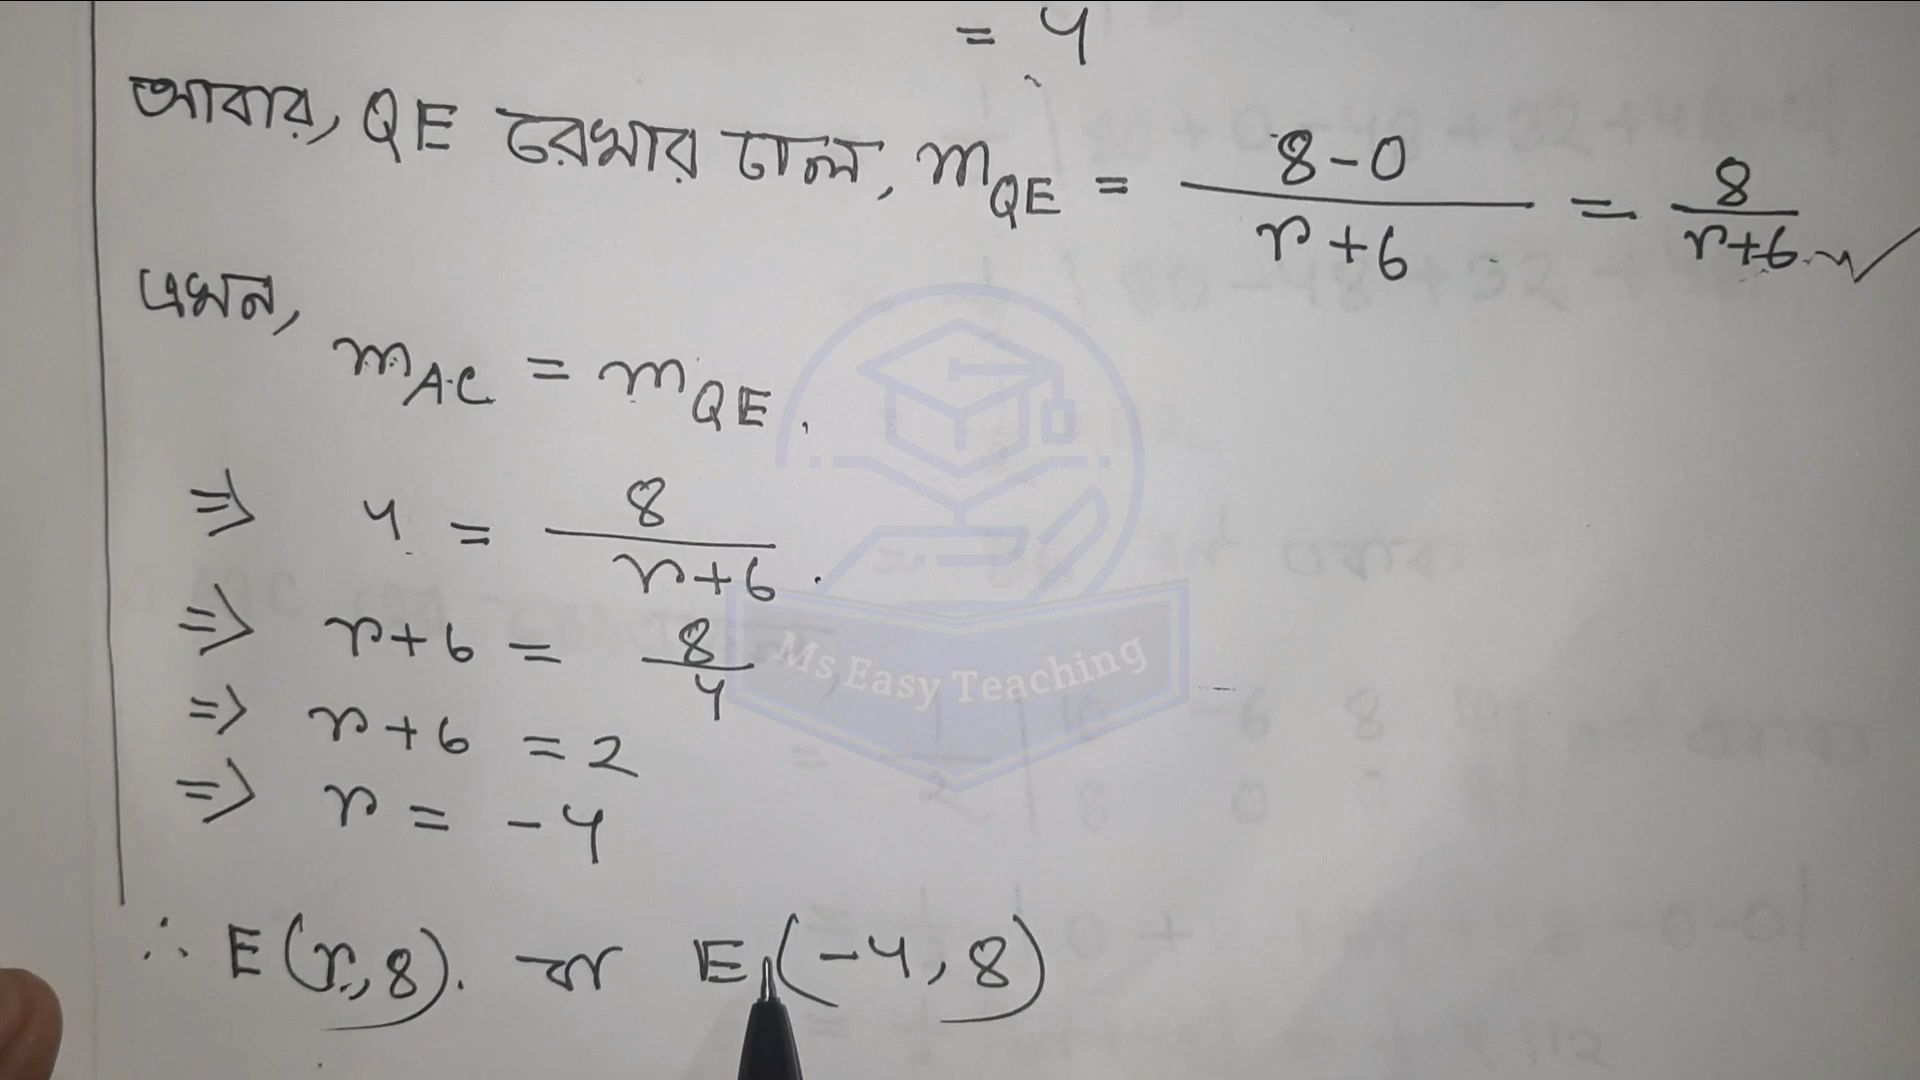 = 4
আবার, QE রেখার ঢাল, m_QE = (8-0)/(r+6) = 8/(r+6)
এখন,
m_AC = m_QE.
⇒ 4 = 8/(r+6).
⇒ r+6 = 8/4
⇒ r+6 = 2
⇒ r = -4
∴ E(r, 8). বা E(-4, 8)
Ms Easy Teaching